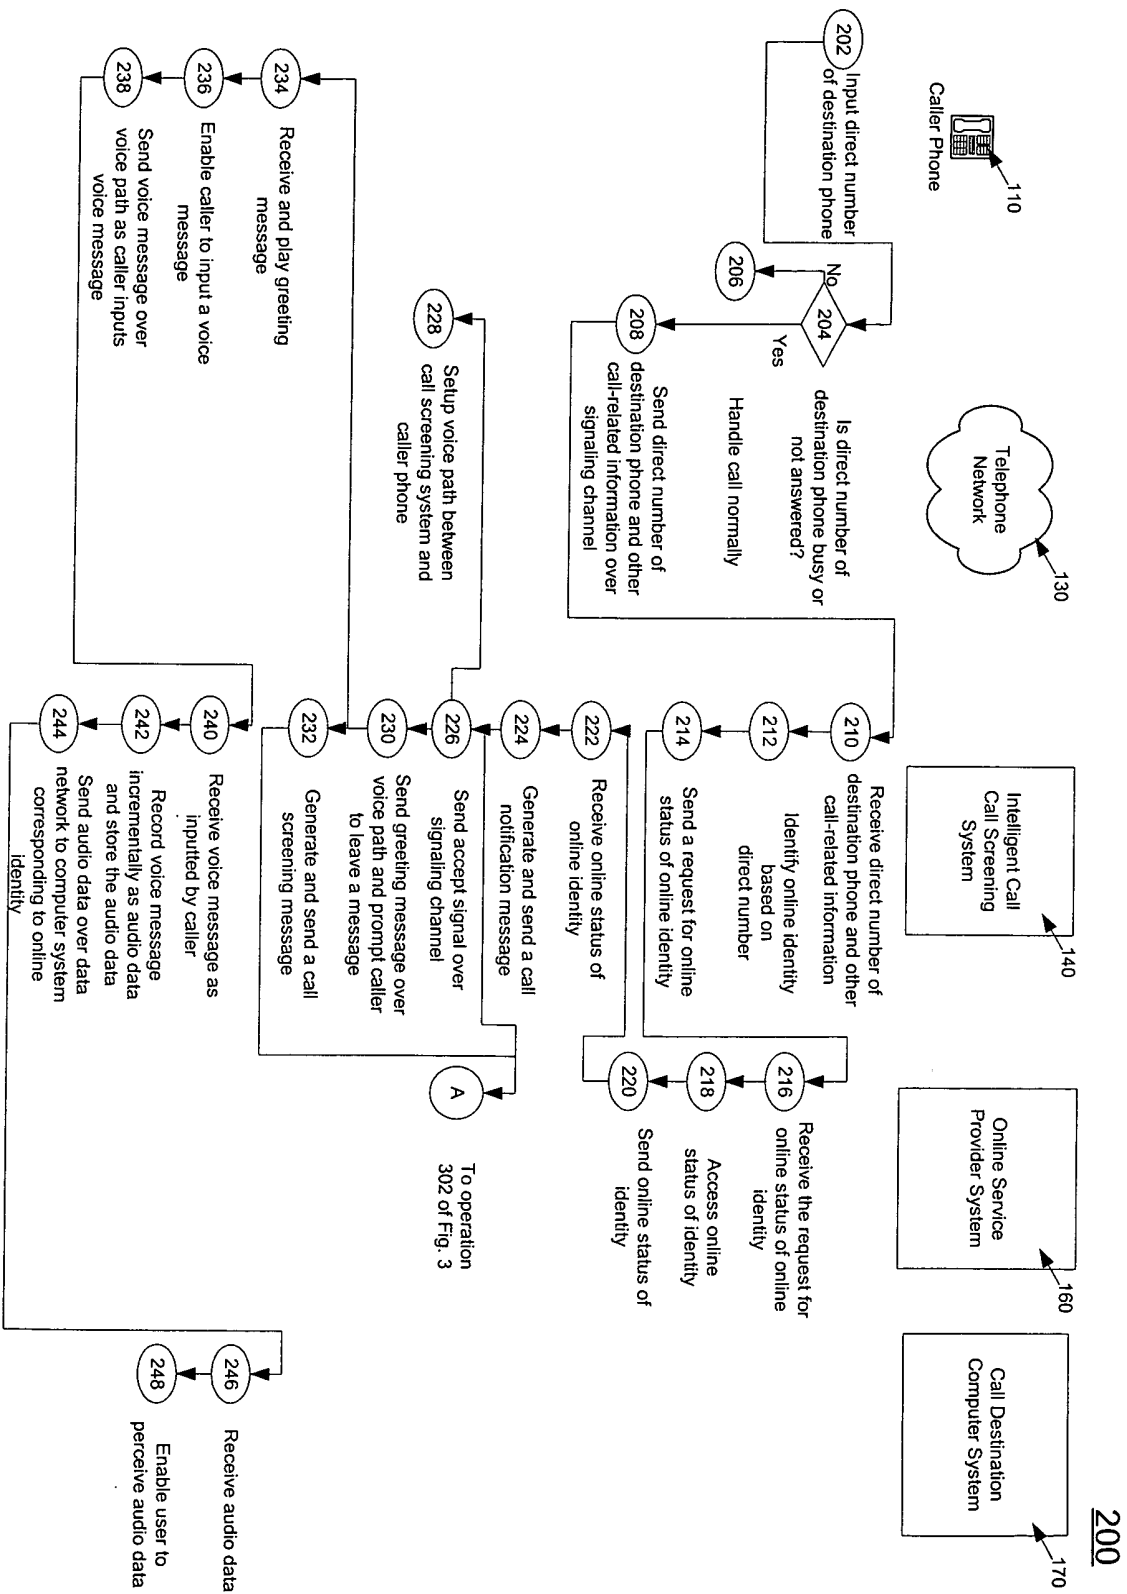 200
110
Caller Phone
130
Telephone
Network
140
Intelligent Call
Call Screening
System
160
Online Service
Provider System
170
Call Destination
Computer System
202
Input direct number
of destination phone
204
No
Yes
Is direct number of
destination phone busy or
not answered?
206
Handle call normally
208
Send direct number of
destination phone and other
call-related information over
signaling channel
210
Receive direct number of
destination phone and other
call-related information
212
Identify online identity
based on
direct number
214
Send a request for online
status of online identity
216
Receive the request for
online status of online
identity
218
Access online
status of identity
220
Send online status of
identity
222
Receive online status of
online identity
224
Generate and send a call
notification message
226
Send accept signal over
signaling channel
228
Setup voice path between
call screening system and
caller phone
A
To operation
302 of Fig. 3
230
Send greeting message over
voice path and prompt caller
to leave a message
232
Generate and send a call
screening message
234
Receive and play greeting
message
236
Enable caller to input a voice
message
238
Send voice message over
voice path as caller inputs
voice message
240
Receive voice message as
inputted by caller
242
Record voice message
incrementally as audio data
and store the audio data
244
Send audio data over data
network to computer system
corresponding to online
identity
246
Receive audio data
248
Enable user to
perceive audio data